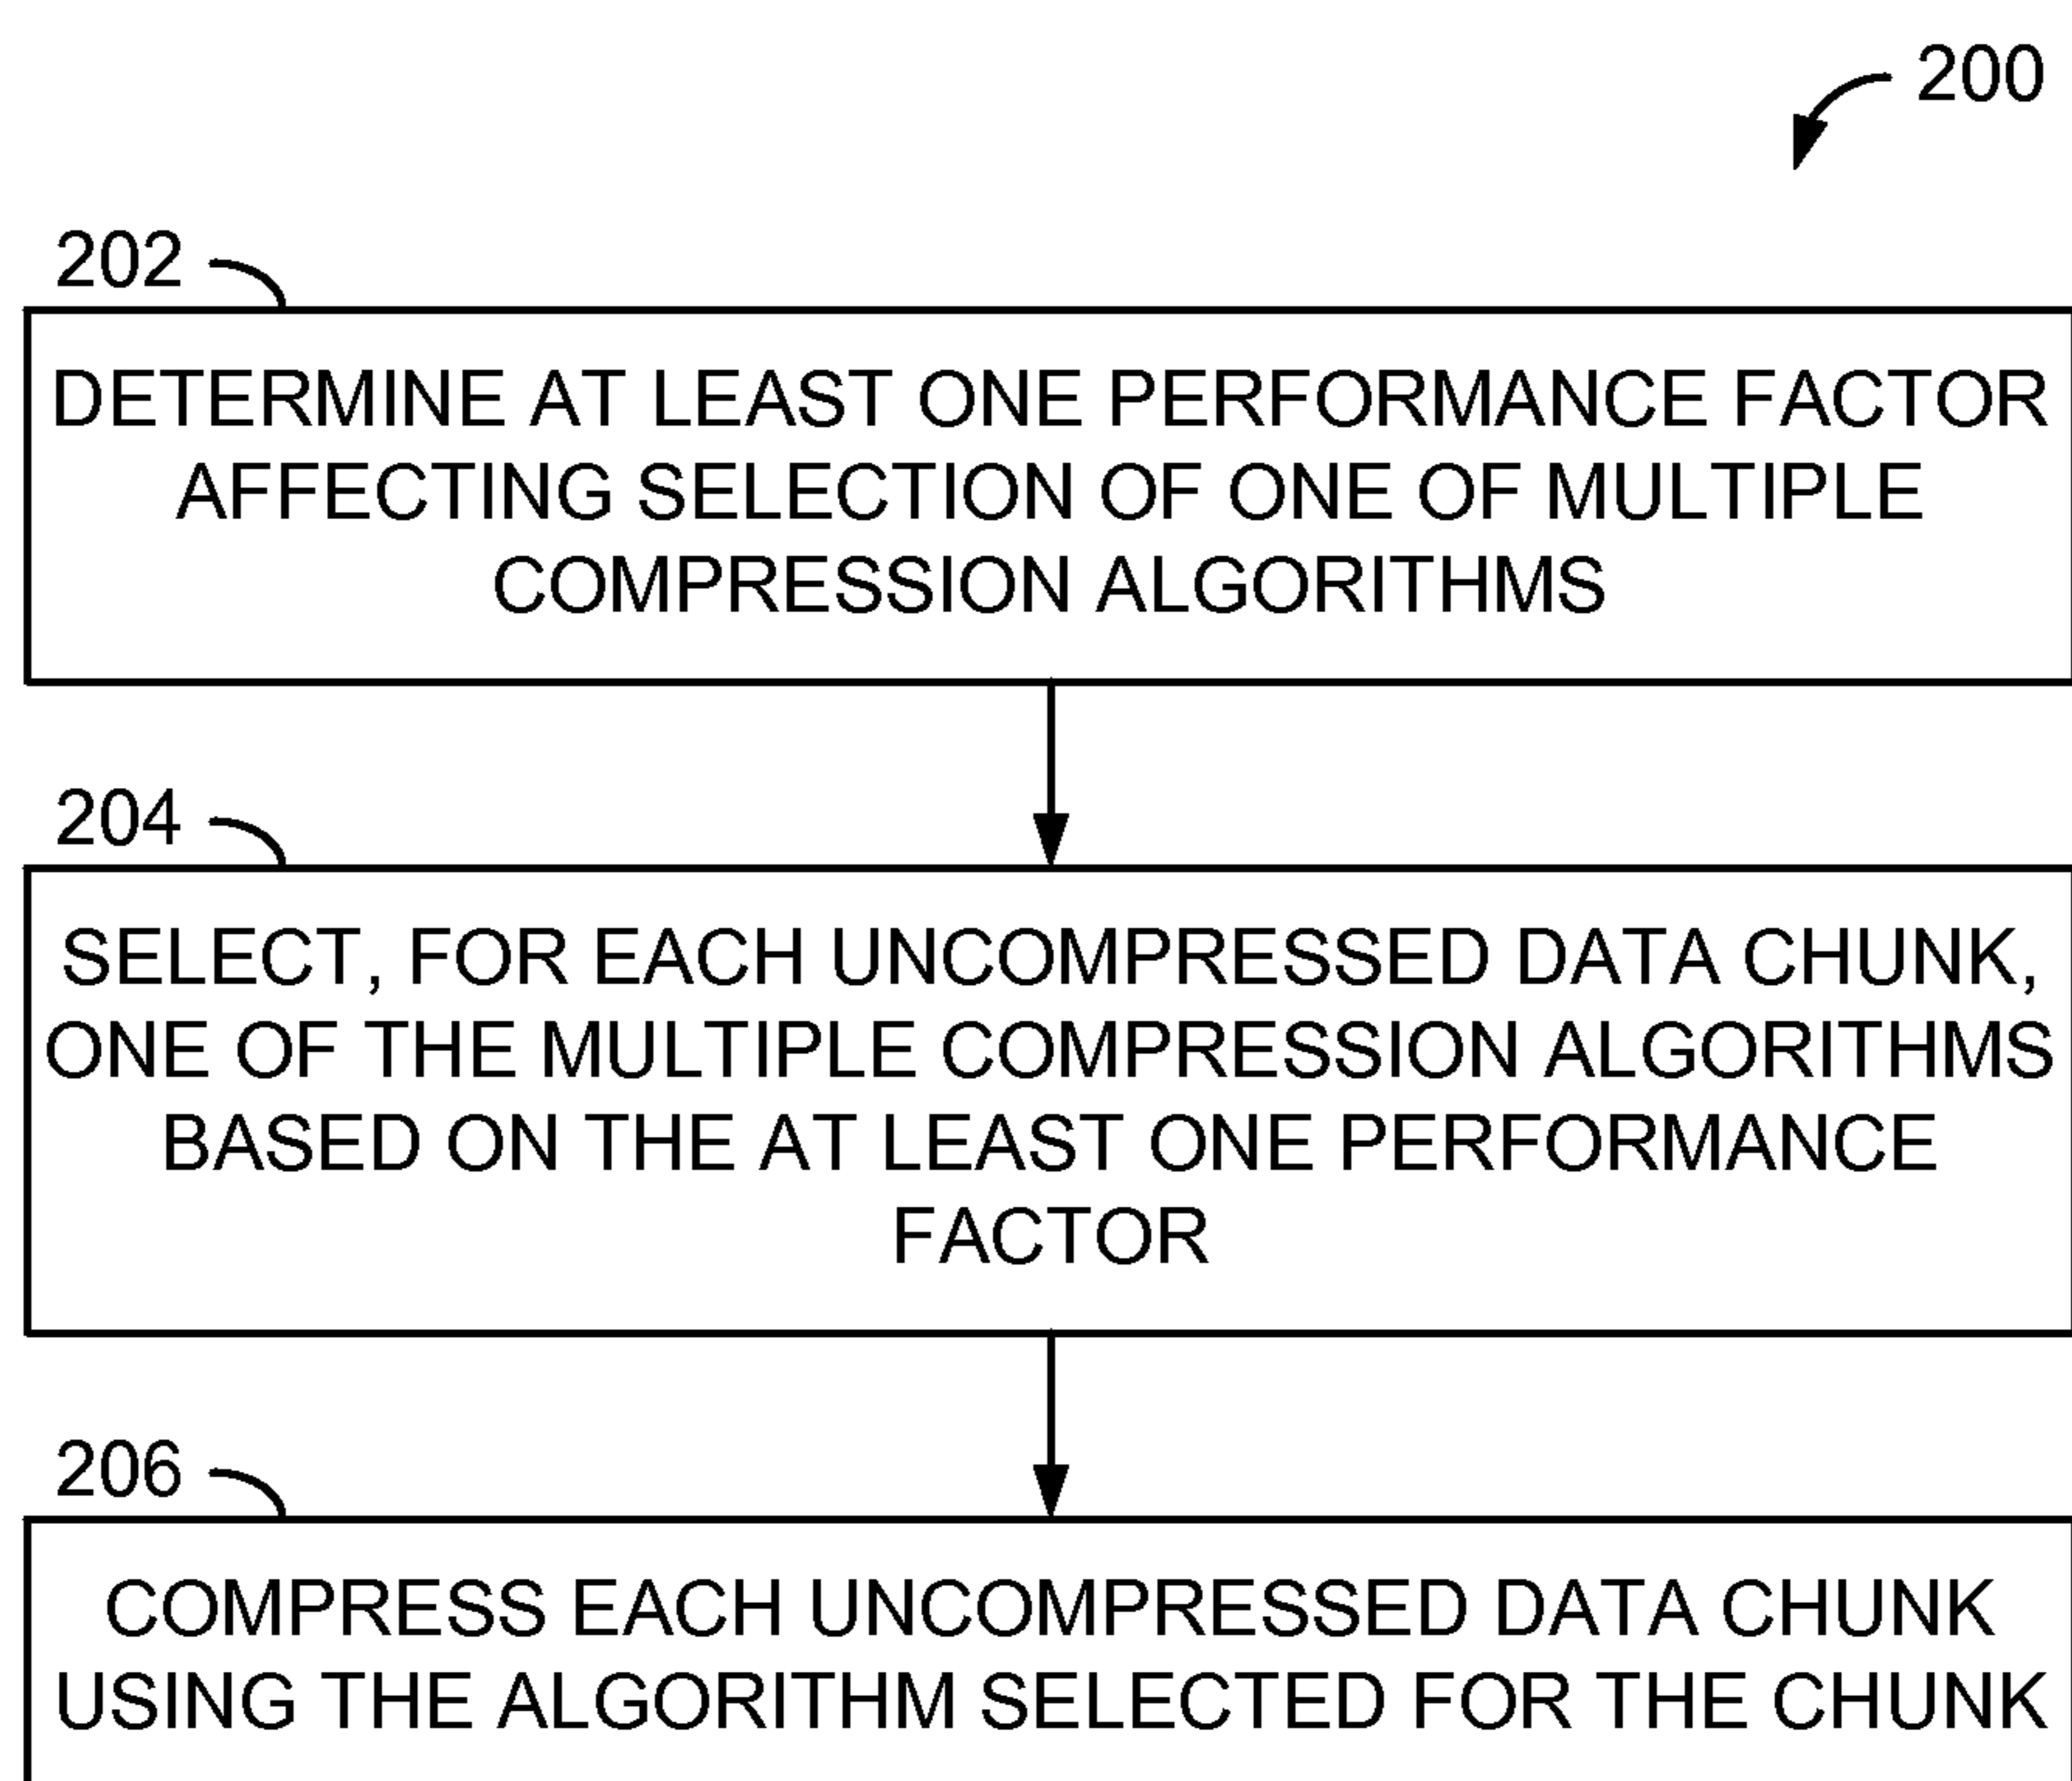 200
202
DETERMINE AT LEAST ONE PERFORMANCE FACTOR
AFFECTING SELECTION OF ONE OF MULTIPLE
COMPRESSION ALGORITHMS
204
SELECT, FOR EACH UNCOMPRESSED DATA CHUNK,
ONE OF THE MULTIPLE COMPRESSION ALGORITHMS
BASED ON THE AT LEAST ONE PERFORMANCE
FACTOR
206
COMPRESS EACH UNCOMPRESSED DATA CHUNK
USING THE ALGORITHM SELECTED FOR THE CHUNK